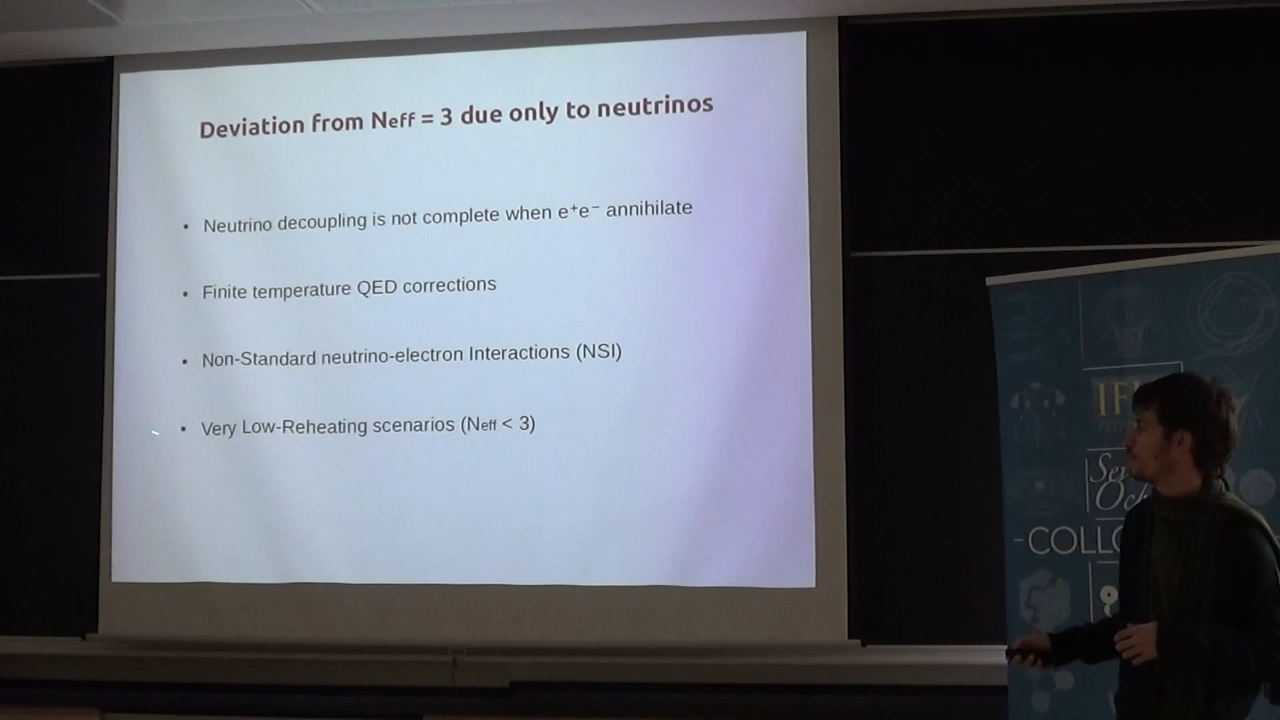 Deviation from Neff = 3 due only to neutrinos
• Neutrino decoupling is not complete when e⁺e⁻ annihilate
• Finite temperature QED corrections
• Non-Standard neutrino-electron Interactions (NSI)
• Very Low-Reheating scenarios (Neff < 3)